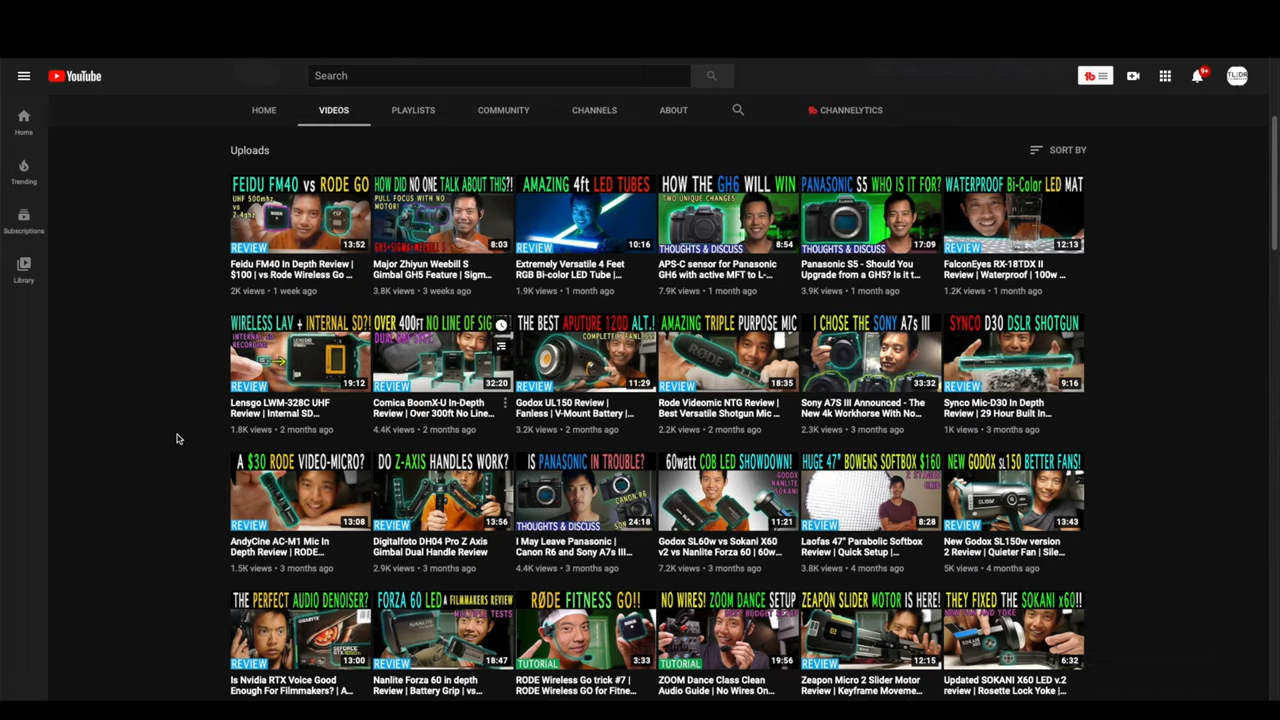 YouTube
Search
9+
TL;DR
Home
Trending
Subscriptions
Library
HOME VIDEOS PLAYLISTS COMMUNITY CHANNELS ABOUT CHANNELYTICS
Uploads
SORT BY
FEIDU FM40 vs RODE GO
UHF 500mhz
vs
2.4ghz
REVIEW
13:52
Feidu FM40 In Depth Review |
$100 | vs Rode Wireless Go ...
2K views • 1 week ago
HOW DID NO ONE TALK ABOUT THIS?!
PULL FOCUS WITH NO
MOTOR!
8:03
Major Zhiyun Weebill S
Gimbal GH5 Feature | Sigm...
3.8K views • 3 weeks ago
AMAZING 4ft LED TUBES
REVIEW
10:16
Extremely Versatile 4 Feet
RGB Bi-color LED Tube |...
1.9K views • 1 month ago
HOW THE GH6 WILL WIN
TWO UNIQUE CHANGES
THOUGHTS & DISCUSS
8:54
APS-C sensor for Panasonic
GH6 with active MFT to L-...
7.9K views • 1 month ago
PANASONIC S5 WHO IS IT FOR?
THOUGHTS & DISCUSS
17:09
Panasonic S5 - Should You
Upgrade from a GH5? Is it t...
3.9K views • 1 month ago
WATERPROOF Bi-Color LED MAT
REVIEW
12:13
FalconEyes RX-18TDX II
Review | Waterproof | 100w ...
1.2K views • 1 month ago
WIRELESS LAV + INTERNAL SD?!
REVIEW
19:12
Lensgo LWM-328C UHF
Review | Internal SD...
1.8K views • 2 months ago
OVER 400FT NO LINE OF SIG
REVIEW
32:20
Comica BoomX-U In-Depth
Review | Over 300ft No Line...
4.4K views • 2 months ago
THE BEST APUTURE 120D ALT.!
COMPLETELY FANLESS
REVIEW
11:29
Godox UL150 Review |
Fanless | V-Mount Battery |...
3.2K views • 2 months ago
AMAZING TRIPLE PURPOSE MIC
RODE
REVIEW
18:35
Rode Videomic NTG Review |
Best Versatile Shotgun Mic ...
2.2K views • 2 months ago
I CHOSE THE SONY A7s III
REVIEW
33:32
Sony A7S III Announced - The
New 4k Workhorse With No...
2.3K views • 3 months ago
SYNCO D30 DSLR SHOTGUN
REVIEW
9:16
Synco Mic-D30 In Depth
Review | 29 Hour Built In...
1K views • 3 months ago
A $30 RODE VIDEO-MICRO?
REVIEW
13:08
AndyCine AC-M1 Mic In
Depth Review | RODE...
1.5K views • 3 months ago
DO Z-AXIS HANDLES WORK?
REVIEW
13:56
Digitalfoto DH04 Pro Z Axis
Gimbal Dual Handle Review
2.9K views • 3 months ago
IS PANASONIC IN TROUBLE?
CANON R6
THOUGHTS & DISCUSS
24:18
I May Leave Panasonic |
Canon R6 and Sony A7s III...
4.4K views • 3 months ago
60watt COB LED SHOWDOWN!
GODOX
NANLITE
SOKANI
REVIEW
11:21
Godox SL60w vs Sokani X60
v2 vs Nanlite Forza 60 | 60w...
7.2K views • 3 months ago
HUGE 47" BOWENS SOFTBOX $160
REVIEW
8:28
Laofas 47" Parabolic Softbox
Review | Quick Setup |...
3.8K views • 4 months ago
NEW GODOX SL150 BETTER FANS!
REVIEW
13:43
New Godox SL150w version
2 Review | Quieter Fan | Sile...
5K views • 4 months ago
THE PERFECT AUDIO DENOISER?
GIGABYTE
REVIEW
13:00
Is Nvidia RTX Voice Good
Enough For Filmmakers? | A...
FORZA 60 LED A FILMMAKERS REVIEW
MULTIPLE TESTS
REVIEW
18:47
Nanlite Forza 60 in depth
Review | Battery Grip | vs...
RØDE FITNESS GO!!
TUTORIAL
3:33
RODE Wireless Go trick #7 |
RODE Wireless GO for Fitne...
NO WIRES! ZOOM DANCE SETUP
TUTORIAL
19:56
ZOOM Dance Class Clean
Audio Guide | No Wires On...
ZEAPON SLIDER MOTOR IS HERE!
REVIEW
12:15
Zeapon Micro 2 Slider Motor
Review | Keyframe Moveme...
THEY FIXED THE SOKANI x60!!
REVIEW
6:32
Updated SOKANI X60 LED v.2
review | Rosette Lock Yoke |...